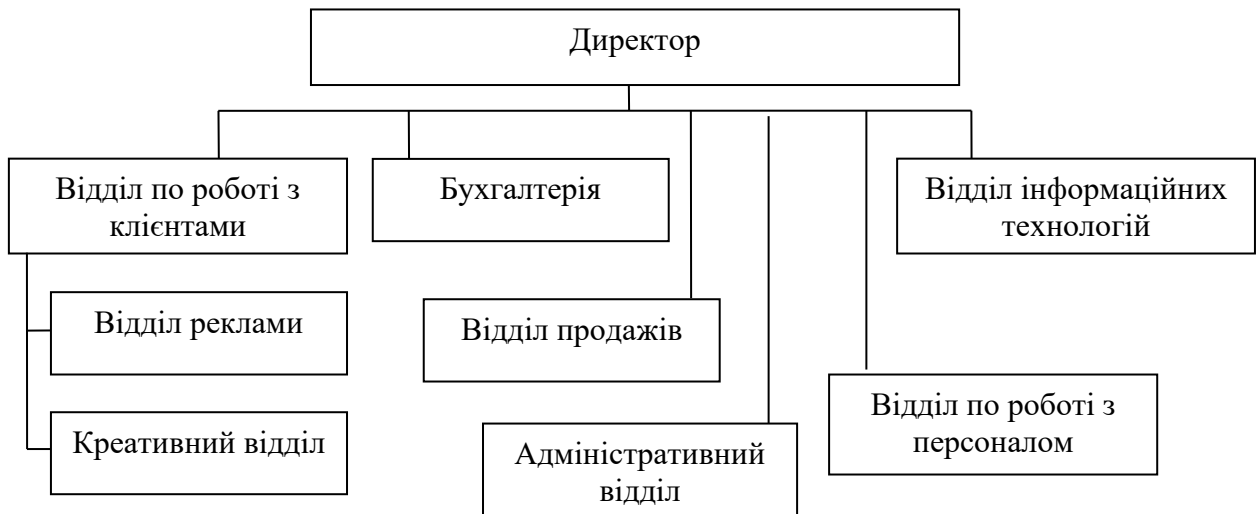 Директор
Відділ по роботі з
клієнтами
Бухгалтерія
Відділ інформаційних
технологій
Відділ реклами
Відділ продажів
Відділ по роботі з
персоналом
Креативний відділ
Адміністративний
відділ